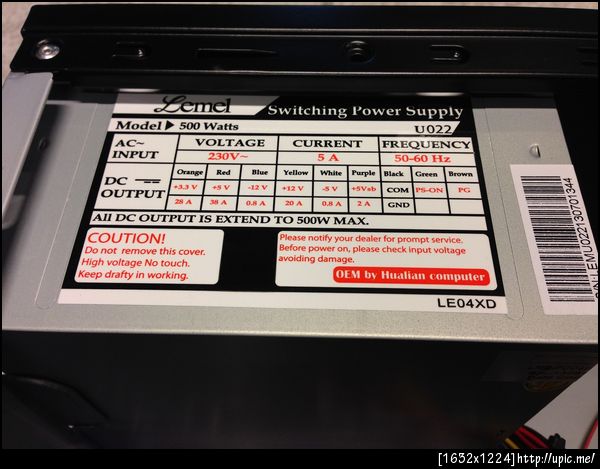 Lemel Switching Power Supply
Model 500 Watts U022
AC~ INPUT VOLTAGE CURRENT FREQUENCY
230V~ 5 A 50-60 Hz
DC OUTPUT Orange Red Blue Yellow White Purple Black Green Brown
+3.3 V +5 V -12 V +12 V -5 V +5Vsb COM PS-ON PG
28 A 38 A 0.8 A 20 A 0.8 A 2 A GND
All DC OUTPUT IS EXTEND TO 500W MAX.
COUTION!
Do not remove this cover.
High voltage No touch.
Keep drafty in working.
Please notify your dealer for prompt service.
Before power on, please check input voltage
avoiding damage.
OEM by Hualian computer
LE04XD
S/N:LEMU022130701344
[1652x1224]http://upic.me/